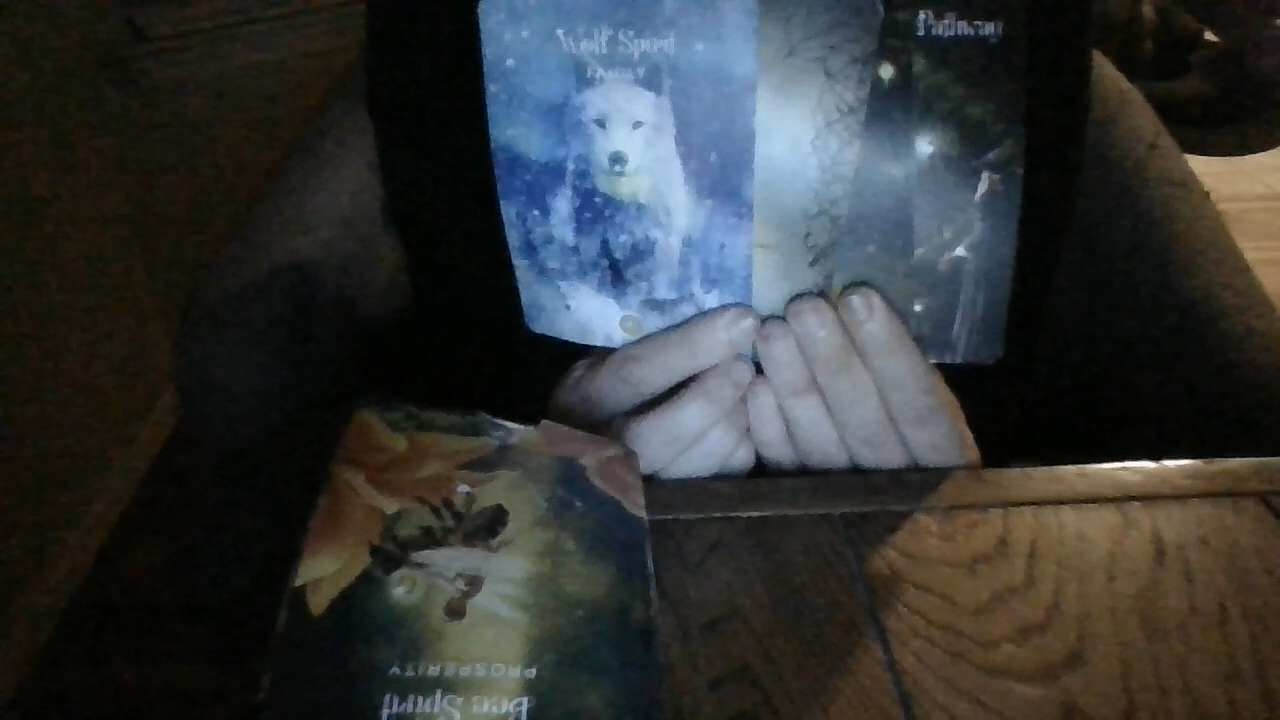 Wolf Spirit
FAMILY
Pathway
Bee Spirit
PROSPERITY